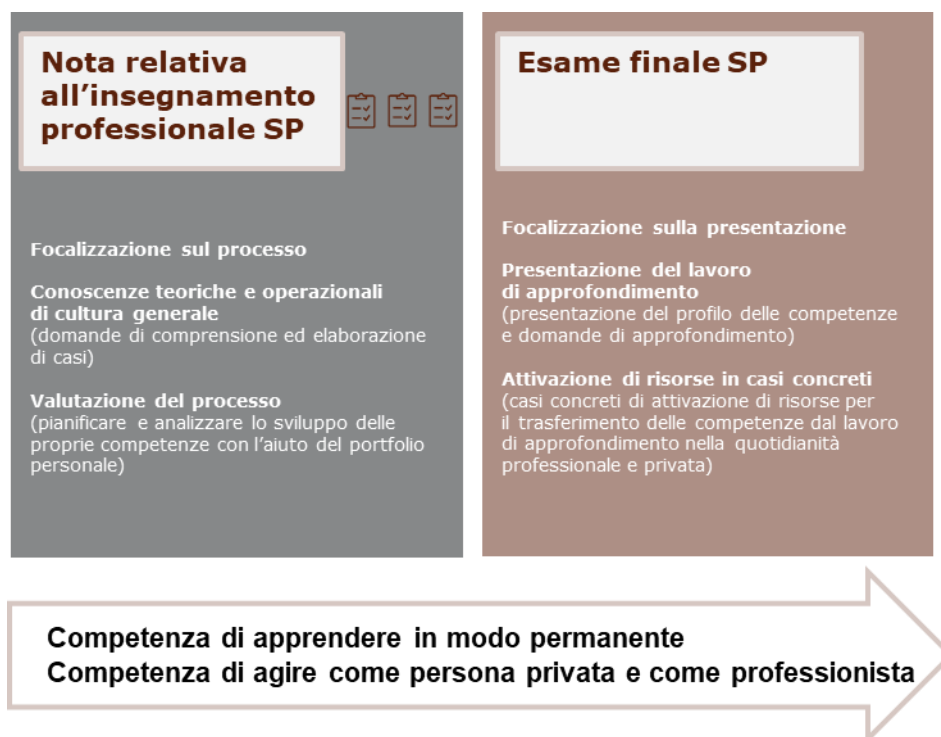 Nota relativa
all’insegnamento
professionale SP
Focalizzazione sul processo
Conoscenze teoriche e operazionali
di cultura generale
(domande di comprensione ed elaborazione
di casi)
Valutazione del processo
(pianificare e analizzare lo sviluppo delle
proprie competenze con l’aiuto del portfolio
personale)
Esame finale SP
Focalizzazione sulla presentazione
Presentazione del lavoro
di approfondimento
(presentazione del profilo delle competenze
e domande di approfondimento)
Attivazione di risorse in casi concreti
(casi concreti di attivazione di risorse per
il trasferimento delle competenze dal lavoro
di approfondimento nella quotidianità
professionale e privata)
Competenza di apprendere in modo permanente
Competenza di agire come persona privata e come professionista